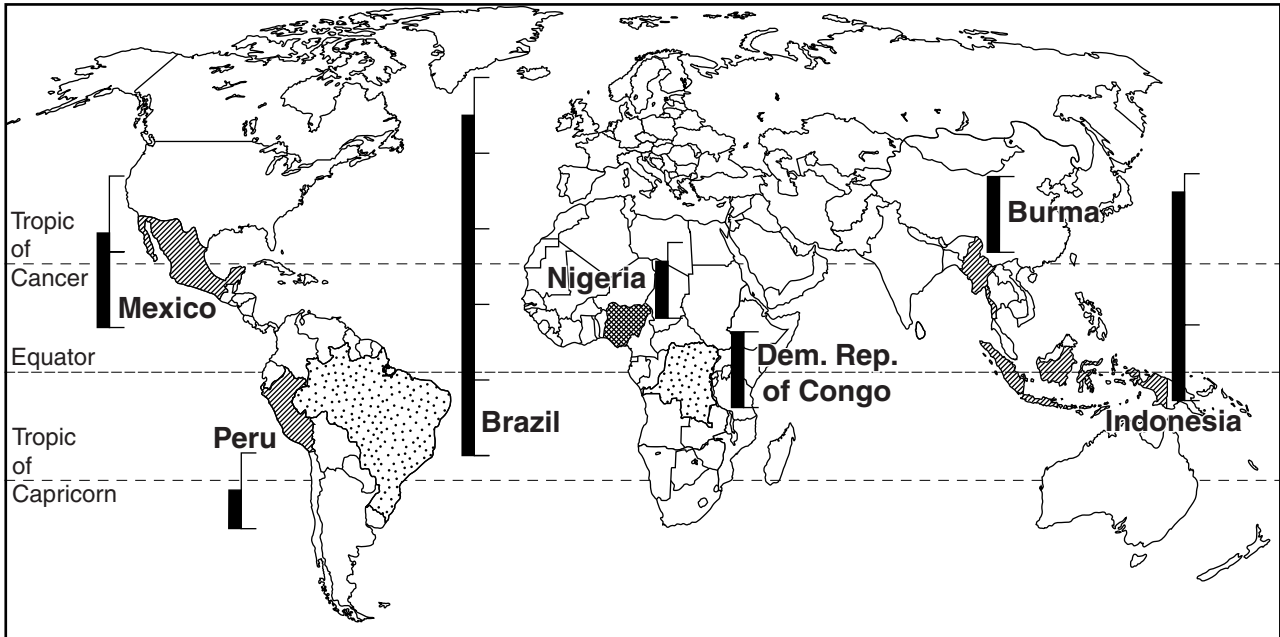 Tropic
of
Cancer
Mexico
Equator
Peru
Tropic
of
Capricorn
Brazil
Nigeria
Dem. Rep.
of Congo
Burma
Indonesia